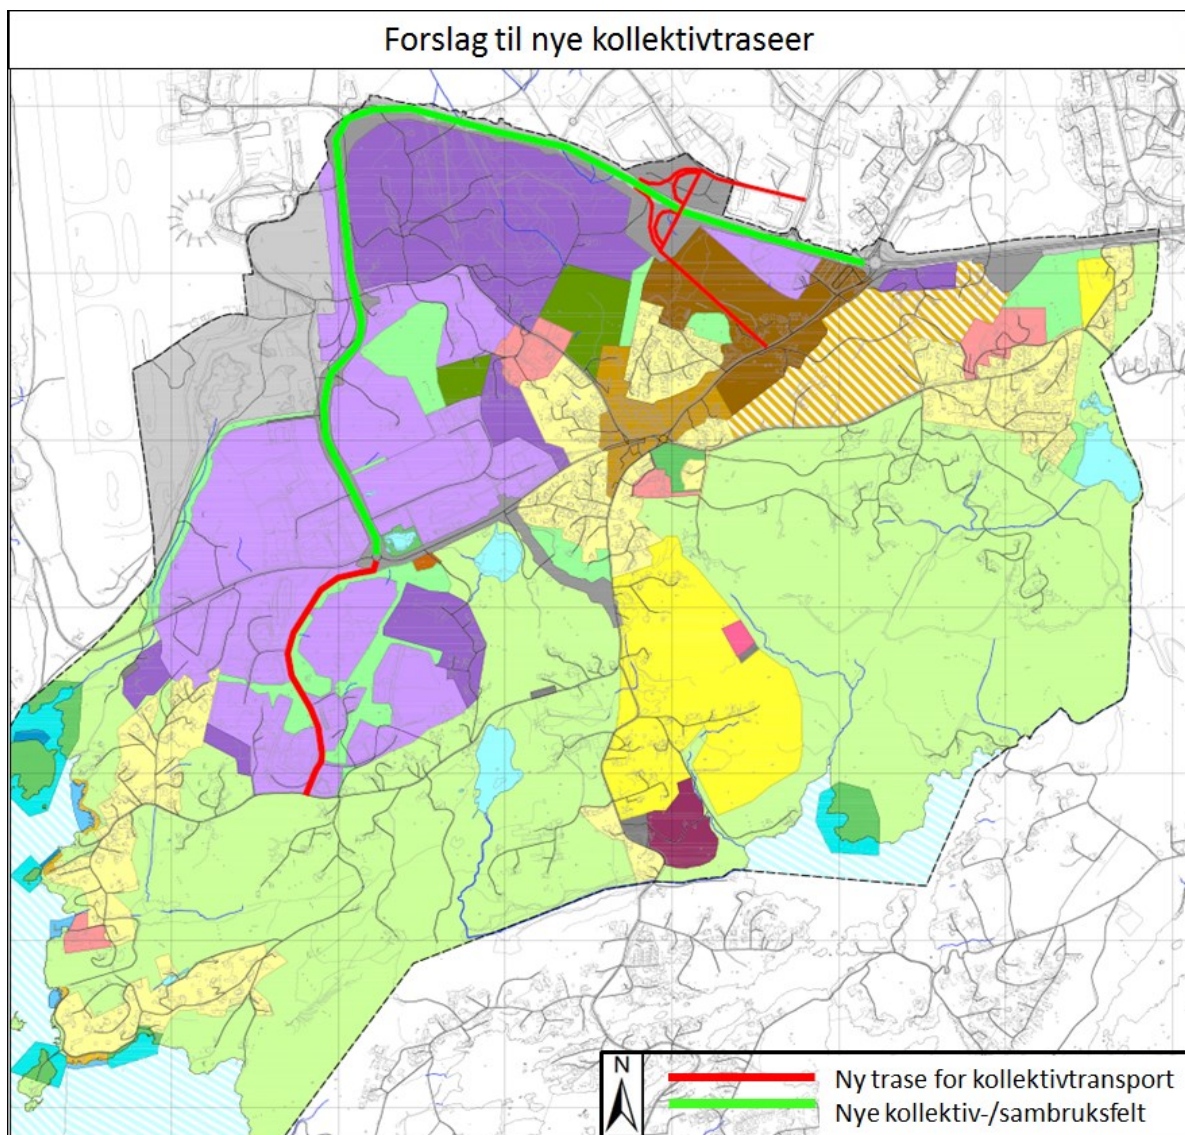 Forslag til nye kollektivtraseer
N
Ny trase for kollektivtransport
Nye kollektiv-/sambruksfelt